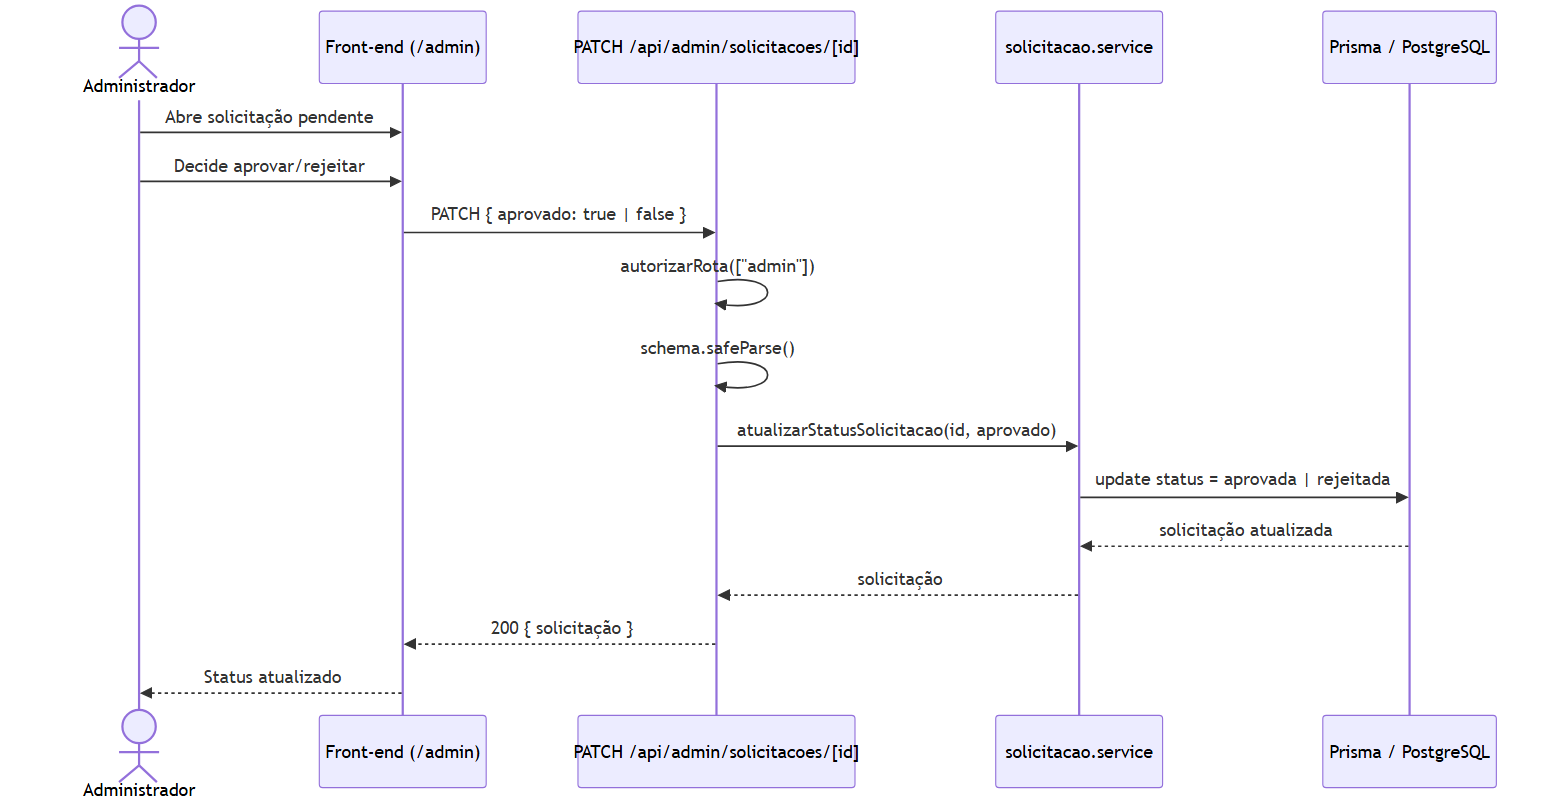 Administrador
Front-end (/admin)
PATCH /api/admin/solicitacoes/[id]
solicitacao.service
Prisma / PostgreSQL
Abre solicitação pendente
Decide aprovar/rejeitar
PATCH { aprovado: true | false }
autorizarRota(["admin"])
schema.safeParse()
atualizarStatusSolicitacao(id, aprovado)
update status = aprovada | rejeitada
solicitação atualizada
solicitação
200 { solicitação }
Status atualizado
Administrador
Front-end (/admin)
PATCH /api/admin/solicitacoes/[id]
solicitacao.service
Prisma / PostgreSQL